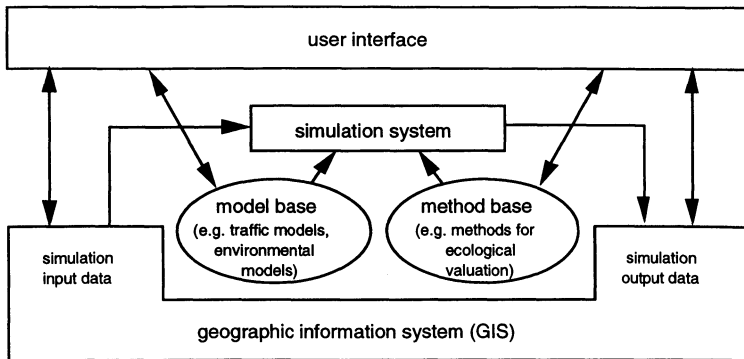 user interface
simulation system
model base
(e.g. traffic models,
environmental
models)
method base
(e.g. methods for
ecological
valuation)
simulation
input data
simulation
output data
geographic information system (GIS)